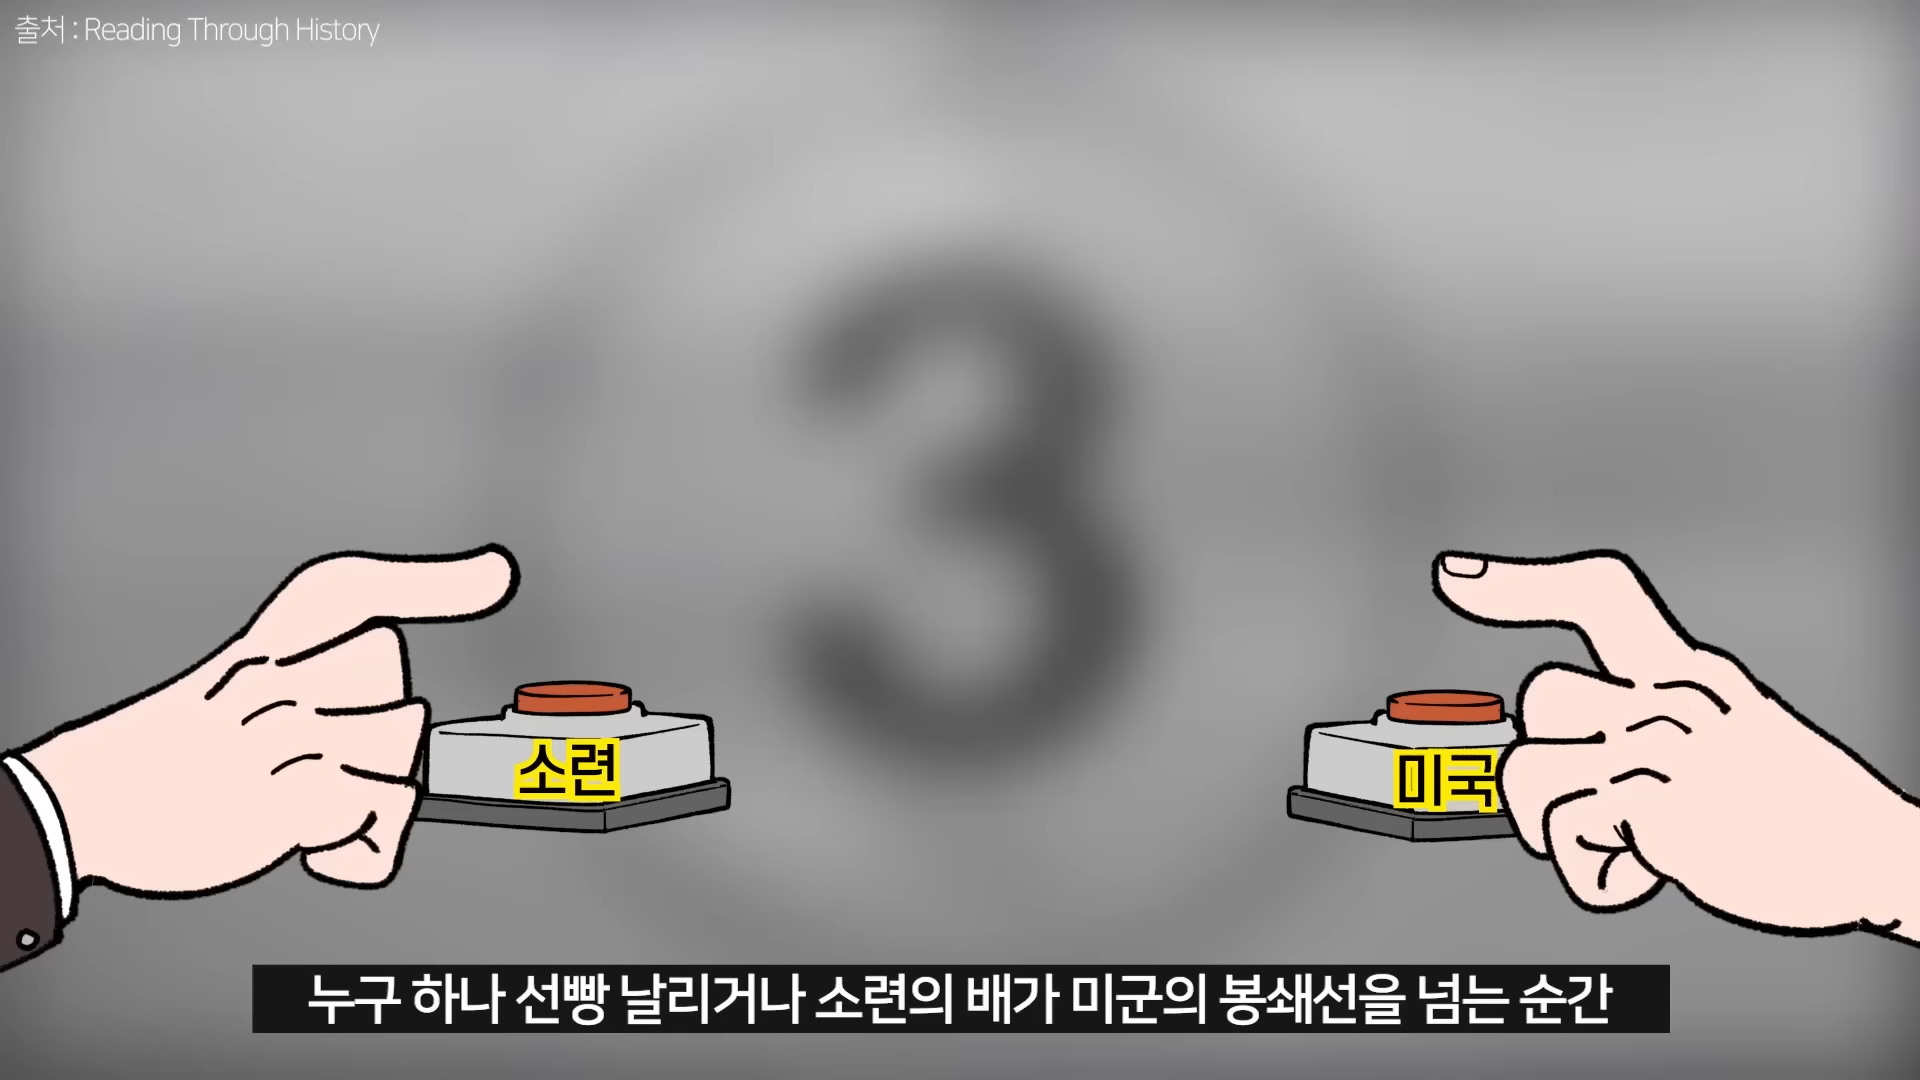 출처 : Reading Through History
3
소련
미국
누구 하나 선빵 날리거나 소련의 배가 미군의 봉쇄선을 넘는 순간